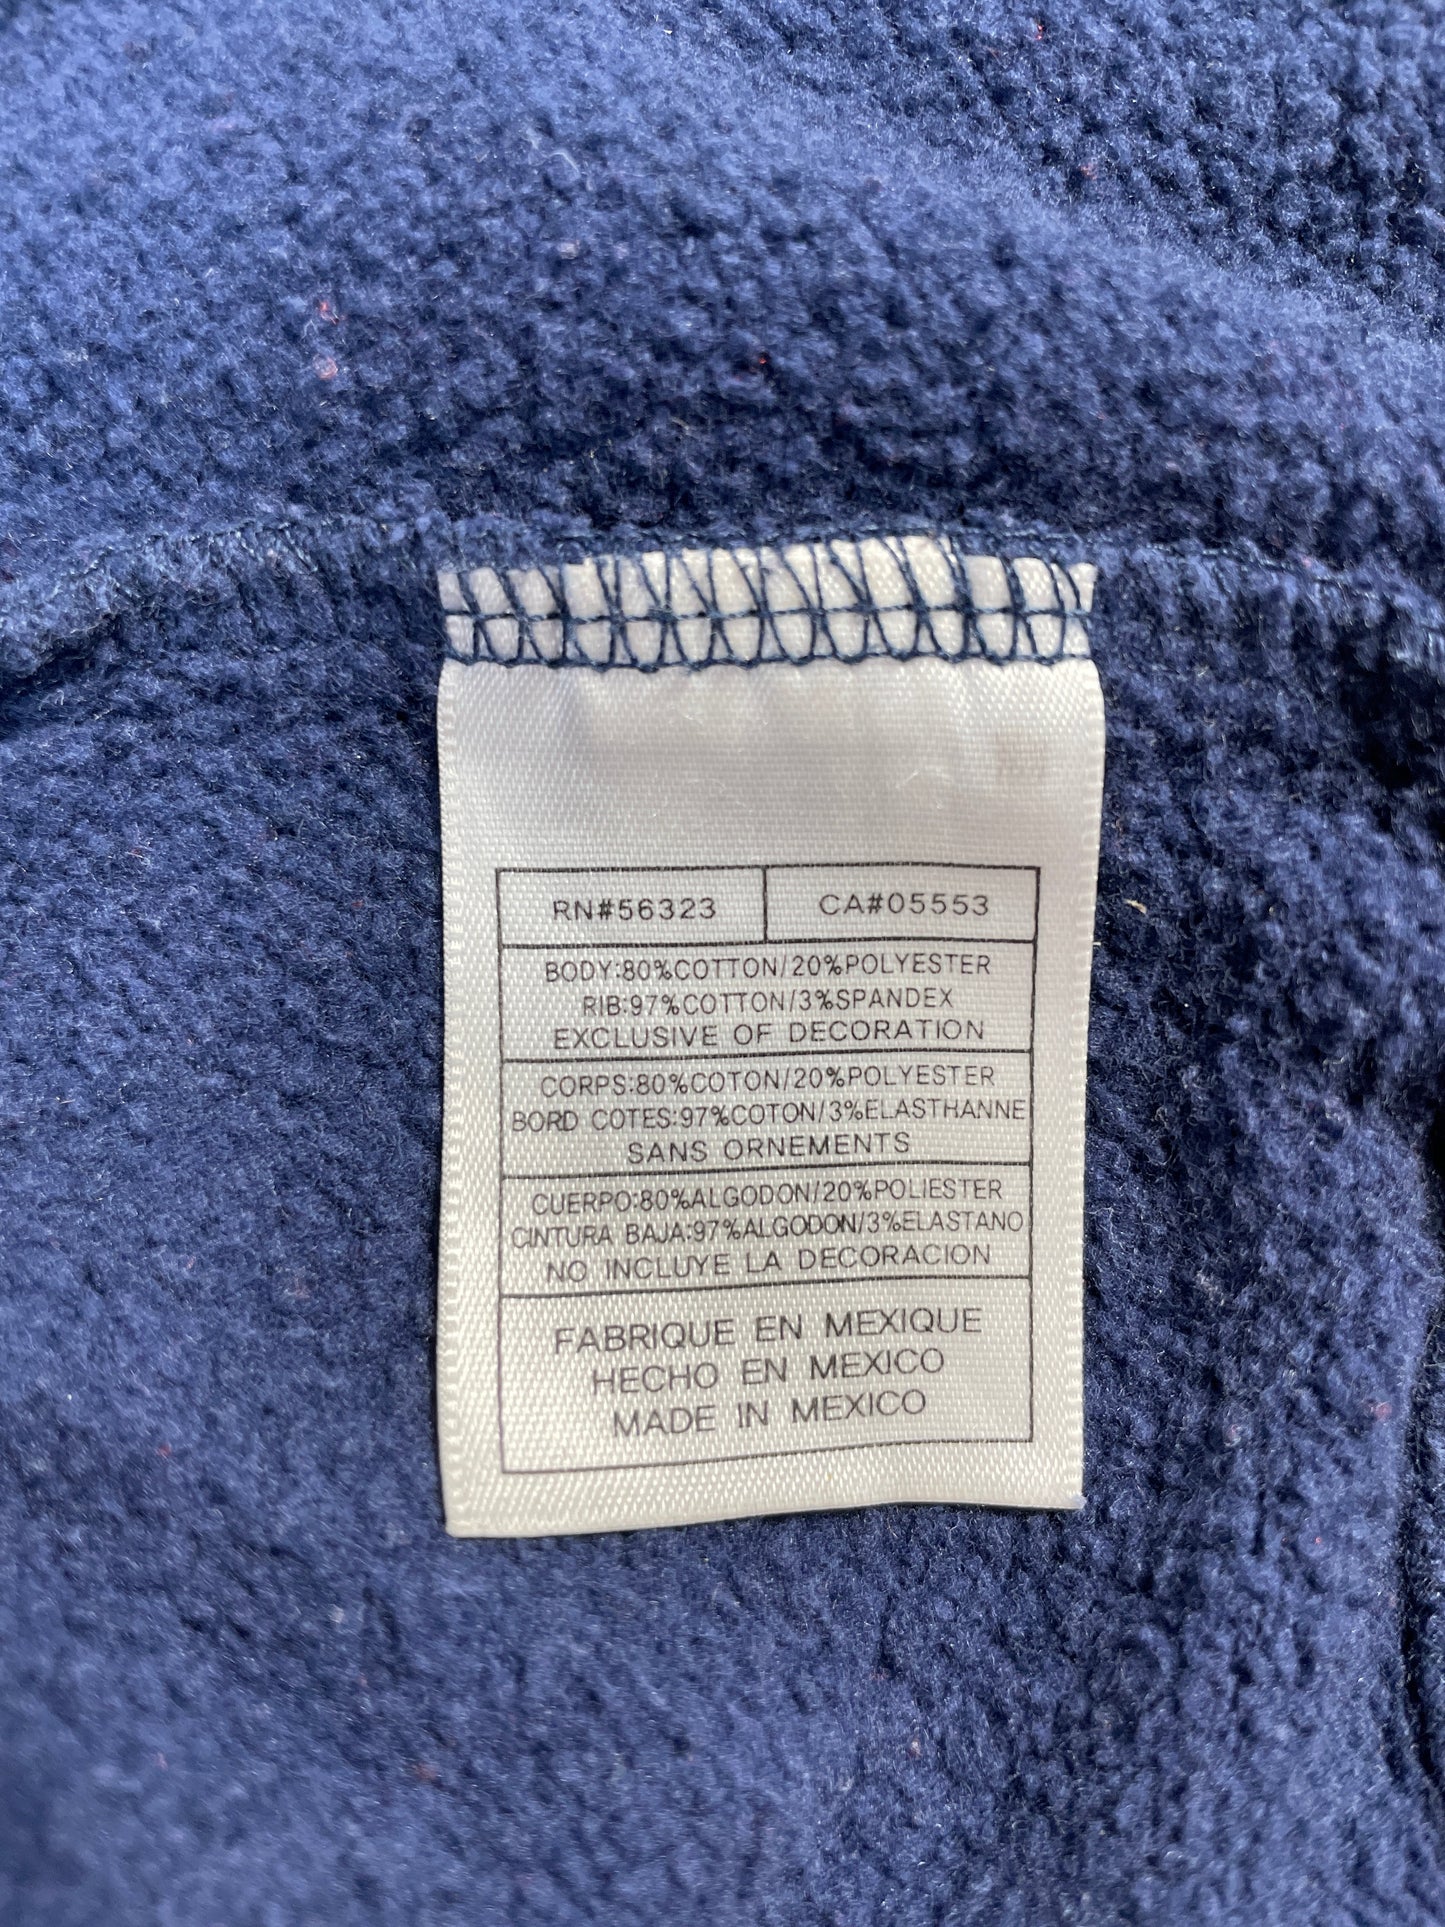 RN#56323 CA#05553
BODY:80%COTTON/20%POLYESTER
RIB:97%COTTON/3%SPANDEX
EXCLUSIVE OF DECORATION
CORPS:80%COTON/20%POLYESTER
BORD COTES:97%COTON/3%ELASTHANNE
SANS ORNEMENTS
CUERPO:80%ALGODON/20%POLIESTER
CINTURA BAJA:97%ALGODON/3%ELASTANO
NO INCLUYE LA DECORACION
FABRIQUE EN MEXIQUE
HECHO EN MEXICO
MADE IN MEXICO